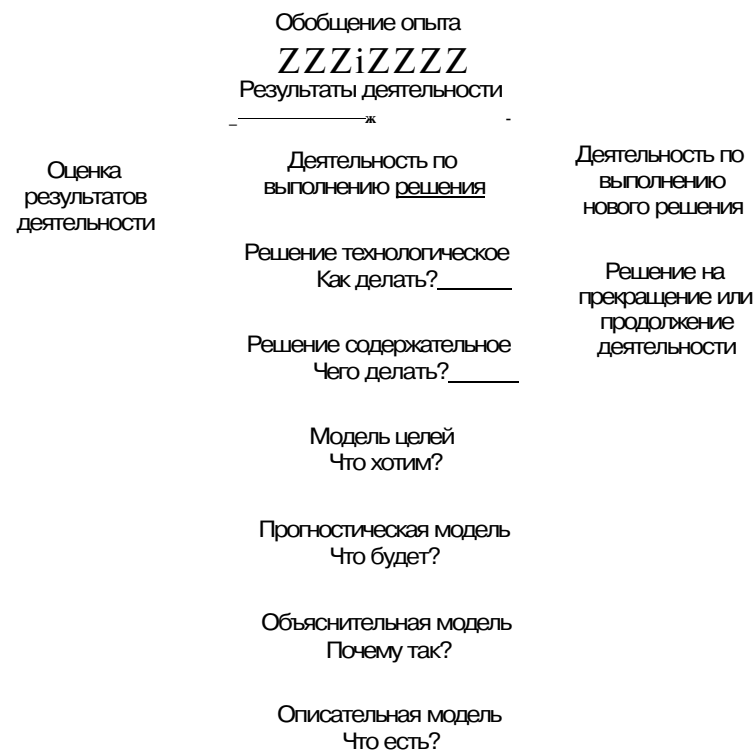 Обобщение опыта
ZZZiZZZZ
Результаты деятельности
_ ж -
Оценка
результатов
деятельности
Деятельность по
выполнению решения
Деятельность по
выполнению
нового решения
Решение технологическое
Как делать?______
Решение на
прекращение или
продолжение
деятельности
Решение содержательное
Чего делать?______
Модель целей
Что хотим?
Прогностическая модель
Что будет?
Объяснительная модель
Почему так?
Описательная модель
Что есть?